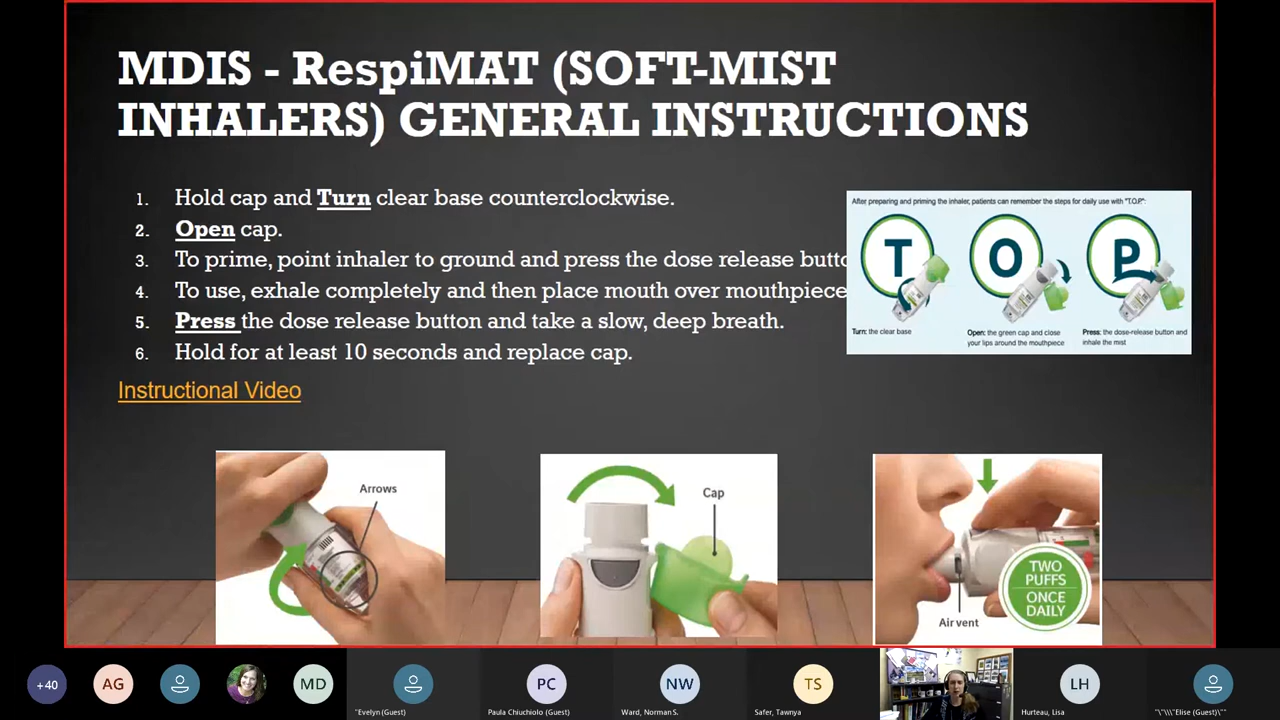 MDIS - RespiMAT (SOFT-MIST
INHALERS) GENERAL INSTRUCTIONS
1. Hold cap and Turn clear base counterclockwise.
2. Open cap.
3. To prime, point inhaler to ground and press the dose release butto
4. To use, exhale completely and then place mouth over mouthpiece
5. Press the dose release button and take a slow, deep breath.
6. Hold for at least 10 seconds and replace cap.
Instructional Video
After preparing and priming the inhaler, patients can remember the steps for daily use with "T.O.P.":
T
O
P
Turn: the clear base
Open: the green cap and close
your lips around the mouthpiece
Press: the dose-release button and
inhale the mist
Arrows
Cap
TWO
PUFFS
ONCE
DAILY
Air vent
+40
AG
MD
"Evelyn (Guest)
PC
Paula Chiuchiolo (Guest)
NW
Ward, Norman S.
TS
Safer, Tawnya
LH
Hurteau, Lisa
"\"\\\"Elise (Guest)\""